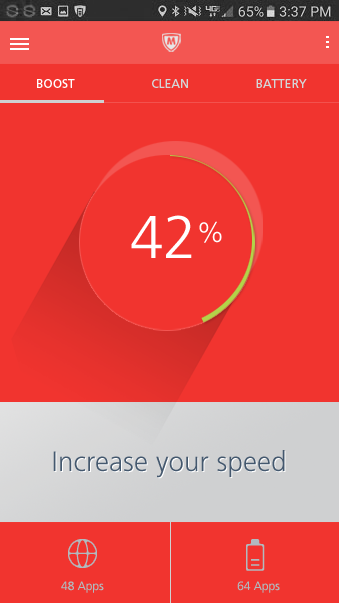 65% 3:37 PM
BOOST CLEAN BATTERY
42%
Increase your speed
48 Apps 64 Apps